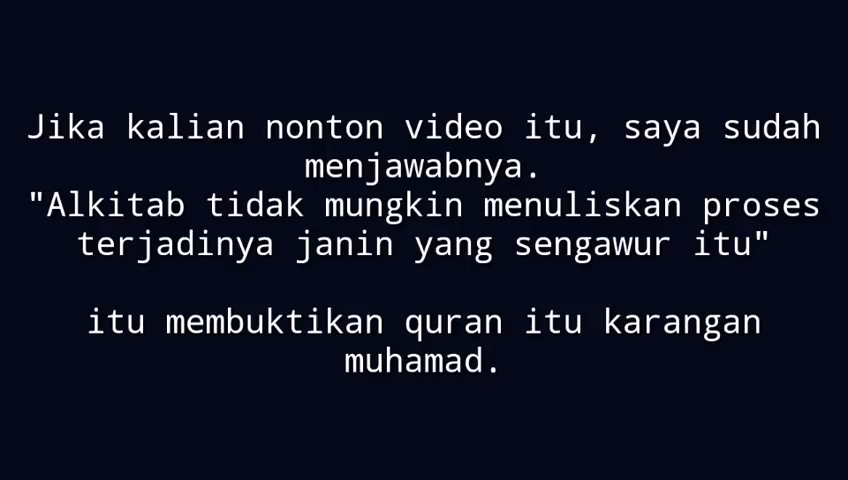 Jika kalian nonton video itu, saya sudah
menjawabnya.
"Alkitab tidak mungkin menuliskan proses
terjadinya janin yang sengawur itu"
itu membuktikan quran itu karangan
muhamad.